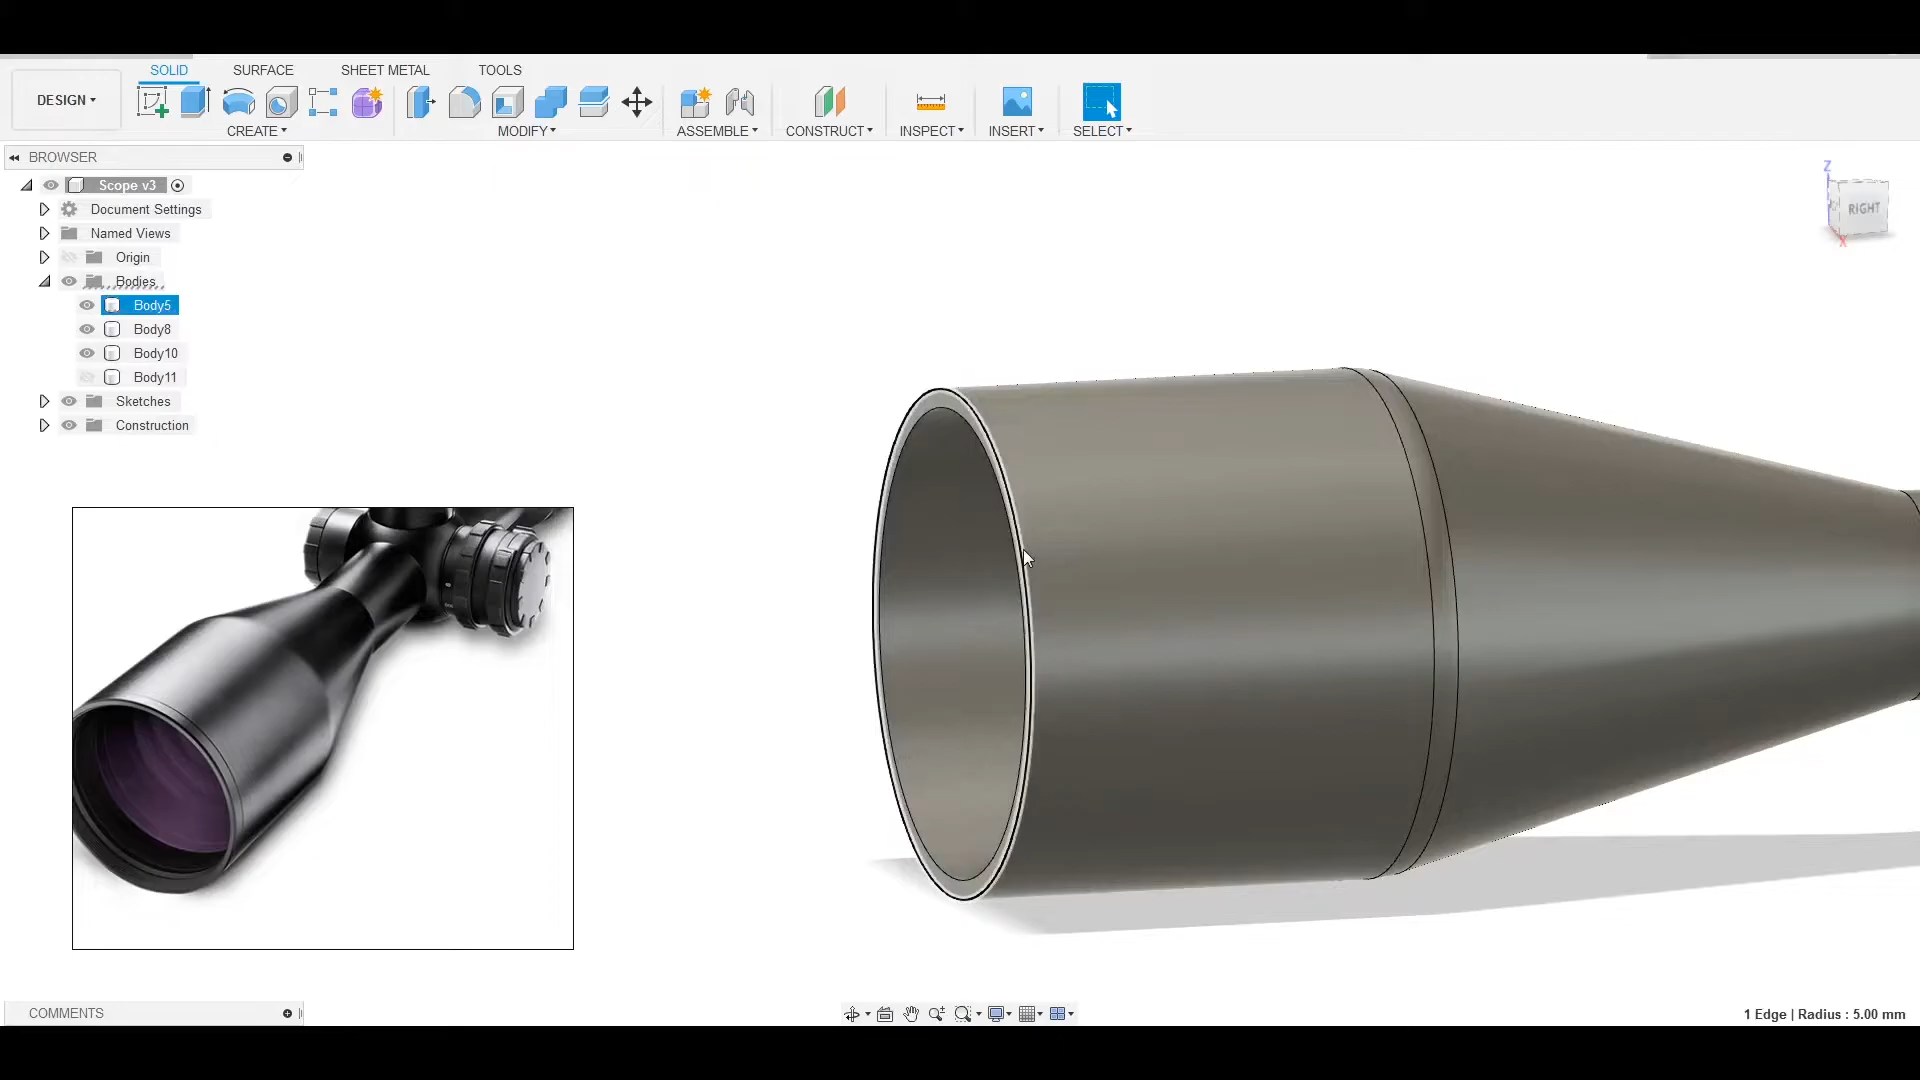 SOLID SURFACE SHEET METAL TOOLS
DESIGN
CREATE MODIFY ASSEMBLE CONSTRUCT INSPECT INSERT SELECT
BROWSER
Scope v3
Document Settings
Named Views
Origin
Bodies
Body5
Body8
Body10
Body11
Sketches
Construction
Z
RIGHT
X
COMMENTS
1 Edge | Radius : 5.00 mm